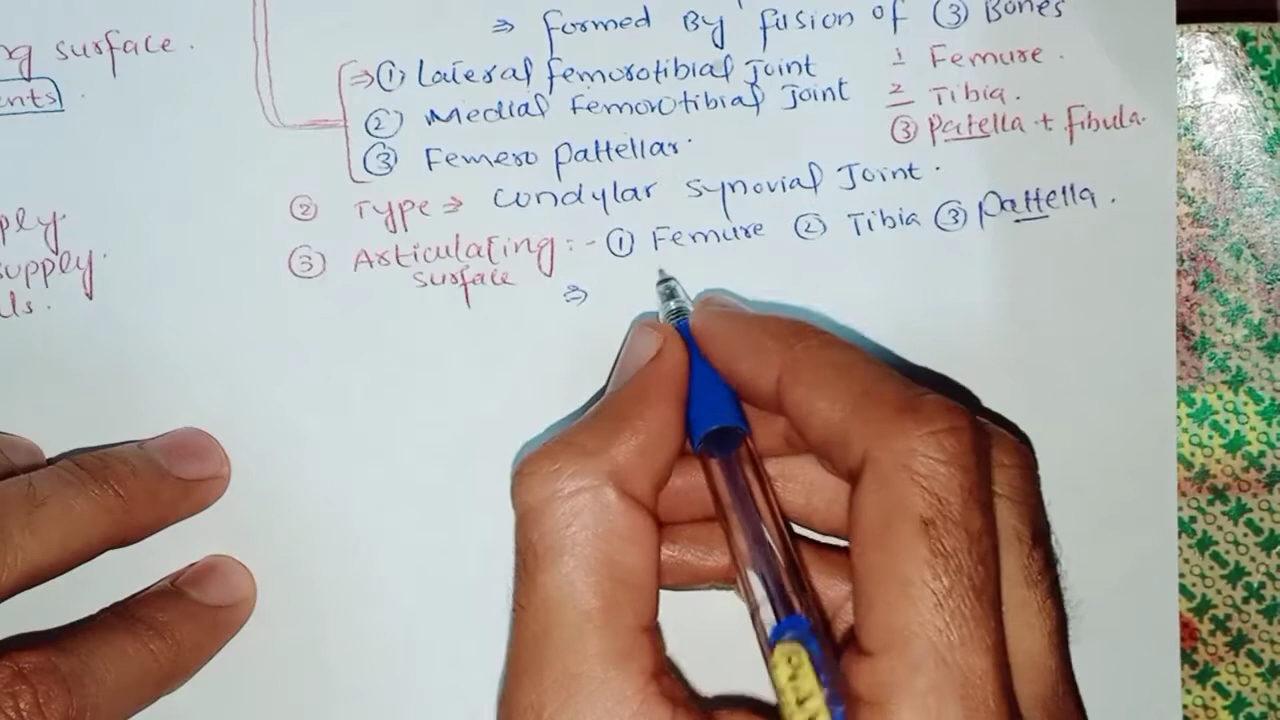 ⇒ formed By fusion of ③ Bones
ng surface.
ents
⇒ ① Lateral femorotibial Joint
1 Femure.
② Medial Femorotibial Joint
2 Tibia.
③ Femero pattellar.
③ Patella + Fibula.
② Type ⇒ Condylar Synovial Joint.
ply.
③ Articulating :- ① Femure ② Tibia ③ pattella.
surface
supply.
⇒
ls.